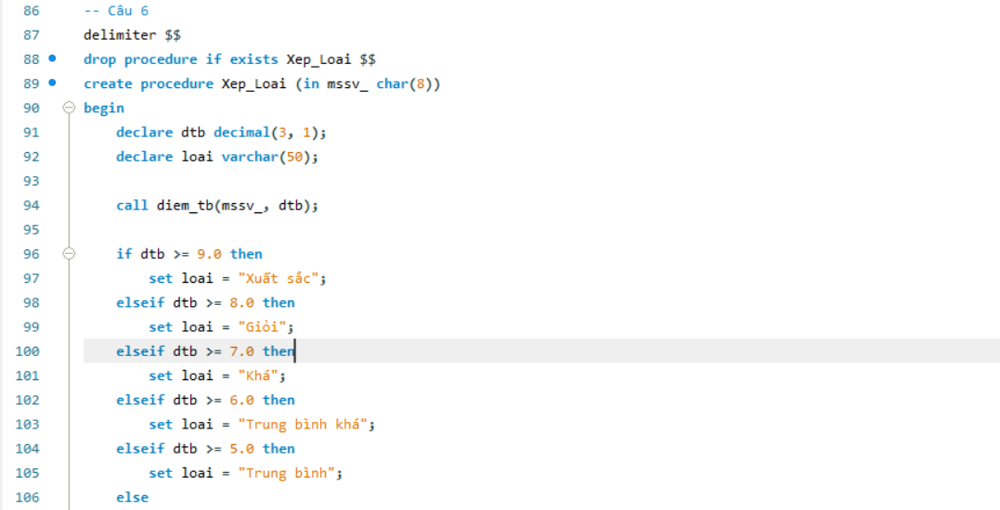 86 -- Câu 6
87 delimiter $$
88 drop procedure if exists Xep_Loai $$
89 create procedure Xep_Loai (in mssv_ char(8))
90 begin
91 declare dtb decimal(3, 1);
92 declare loai varchar(50);
93
94 call diem_tb(mssv_, dtb);
95
96 if dtb >= 9.0 then
97 set loai = "Xuất sắc";
98 elseif dtb >= 8.0 then
99 set loai = "Giỏi";
100 elseif dtb >= 7.0 then
101 set loai = "Khá";
102 elseif dtb >= 6.0 then
103 set loai = "Trung bình khá";
104 elseif dtb >= 5.0 then
105 set loai = "Trung bình";
106 else